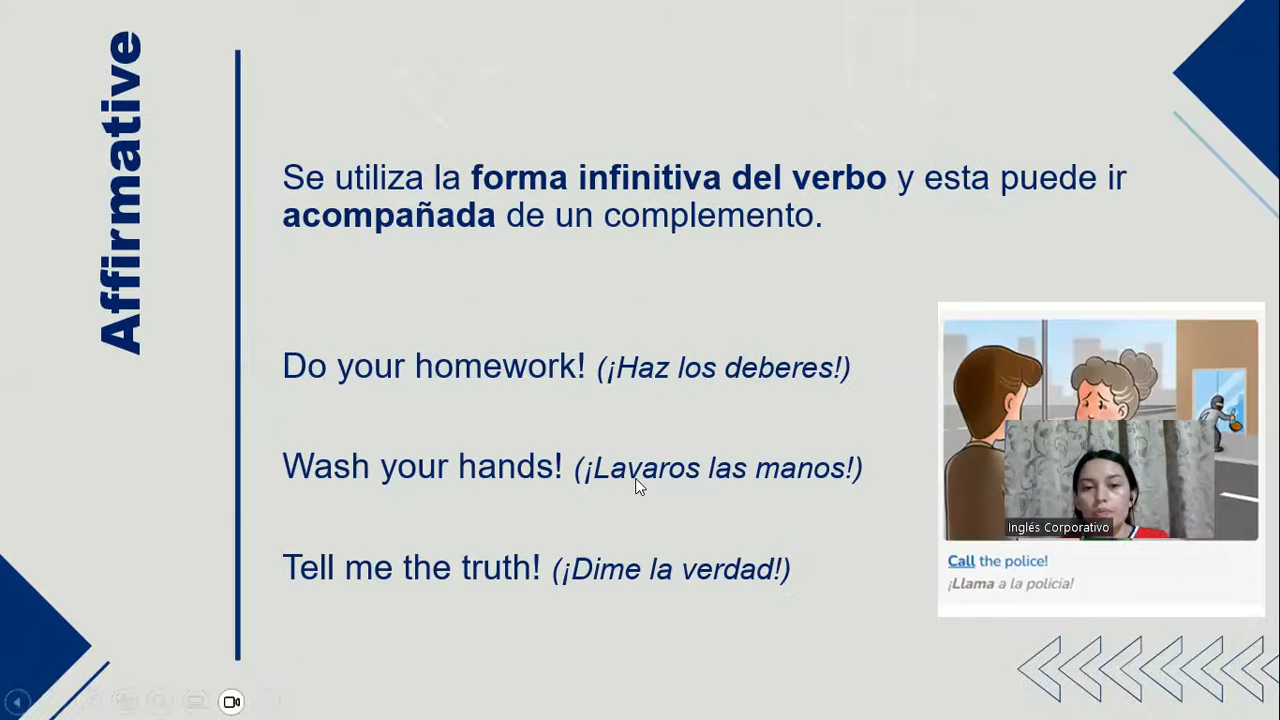 Affirmative
Se utiliza la forma infinitiva del verbo y esta puede ir
acompañada de un complemento.
Do your homework! (¡Haz los deberes!)
Wash your hands! (¡Lavaros las manos!)
Tell me the truth! (¡Dime la verdad!)
Inglés Corporativo
Call the police!
¡Llama a la policia!